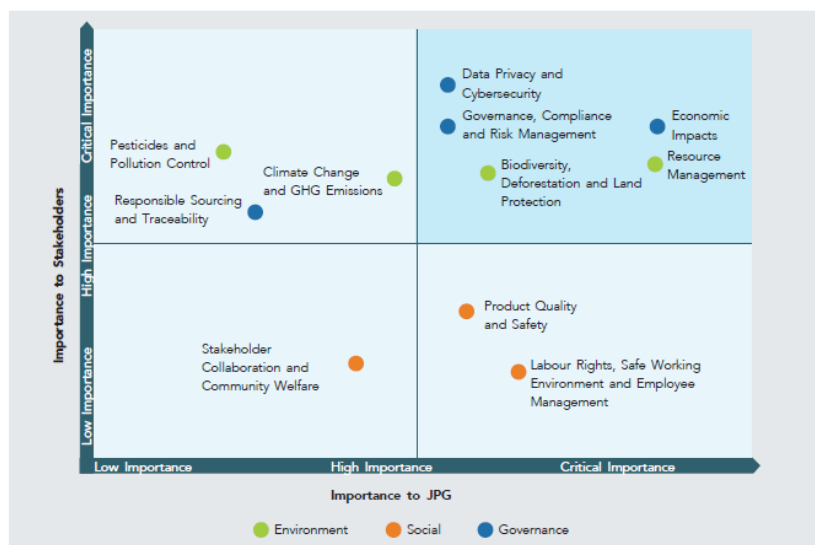 Importance to Stakeholders
Critical Importance
High Importance
Low Importance
Data Privacy and
Cybersecurity
Governance, Compliance
and Risk Management
Economic
Impacts
Pesticides and
Pollution Control
Climate Change
and GHG Emissions
Biodiversity,
Deforestation and Land
Protection
Resource
Management
Responsible Sourcing
and Traceability
Product Quality
and Safety
Stakeholder
Collaboration and
Community Welfare
Labour Rights, Safe Working
Environment and Employee
Management
Low Importance
High Importance
Critical Importance
Importance to JPG
Environment
Social
Governance